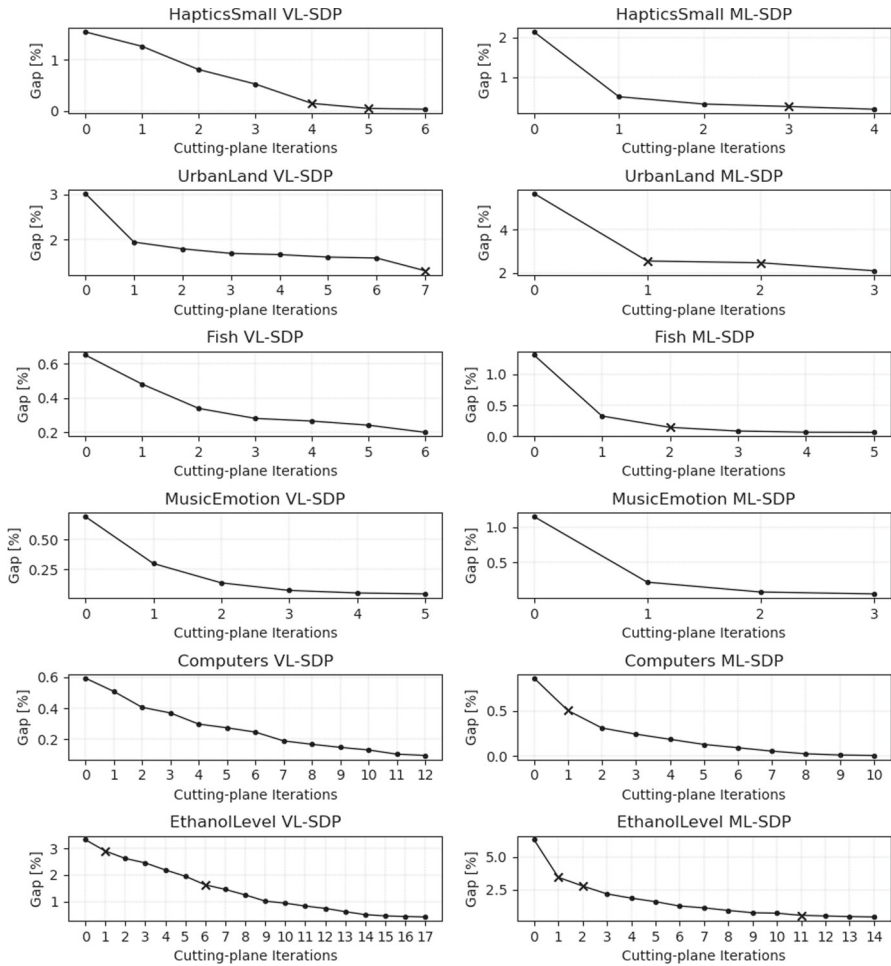 HapticsSmall VL-SDP
Gap [%]
1
0
0 1 2 3 4 5 6
Cutting-plane Iterations
HapticsSmall ML-SDP
Gap [%]
2
1
0 1 2 3 4
Cutting-plane Iterations
UrbanLand VL-SDP
Gap [%]
3
2
0 1 2 3 4 5 6 7
Cutting-plane Iterations
UrbanLand ML-SDP
Gap [%]
4
2
0 1 2 3
Cutting-plane Iterations
Fish VL-SDP
Gap [%]
0.6
0.4
0.2
0 1 2 3 4 5 6
Cutting-plane Iterations
Fish ML-SDP
Gap [%]
1.0
0.5
0.0
0 1 2 3 4 5
Cutting-plane Iterations
MusicEmotion VL-SDP
Gap [%]
0.50
0.25
0 1 2 3 4 5
Cutting-plane Iterations
MusicEmotion ML-SDP
Gap [%]
1.0
0.5
0 1 2 3
Cutting-plane Iterations
Computers VL-SDP
Gap [%]
0.6
0.4
0.2
0 1 2 3 4 5 6 7 8 9 10 11 12
Cutting-plane Iterations
Computers ML-SDP
Gap [%]
0.5
0.0
0 1 2 3 4 5 6 7 8 9 10
Cutting-plane Iterations
EthanolLevel VL-SDP
Gap [%]
3
2
1
0 1 2 3 4 5 6 7 8 9 10 11 12 13 14 15 16 17
Cutting-plane Iterations
EthanolLevel ML-SDP
Gap [%]
5.0
2.5
0 1 2 3 4 5 6 7 8 9 10 11 12 13 14
Cutting-plane Iterations